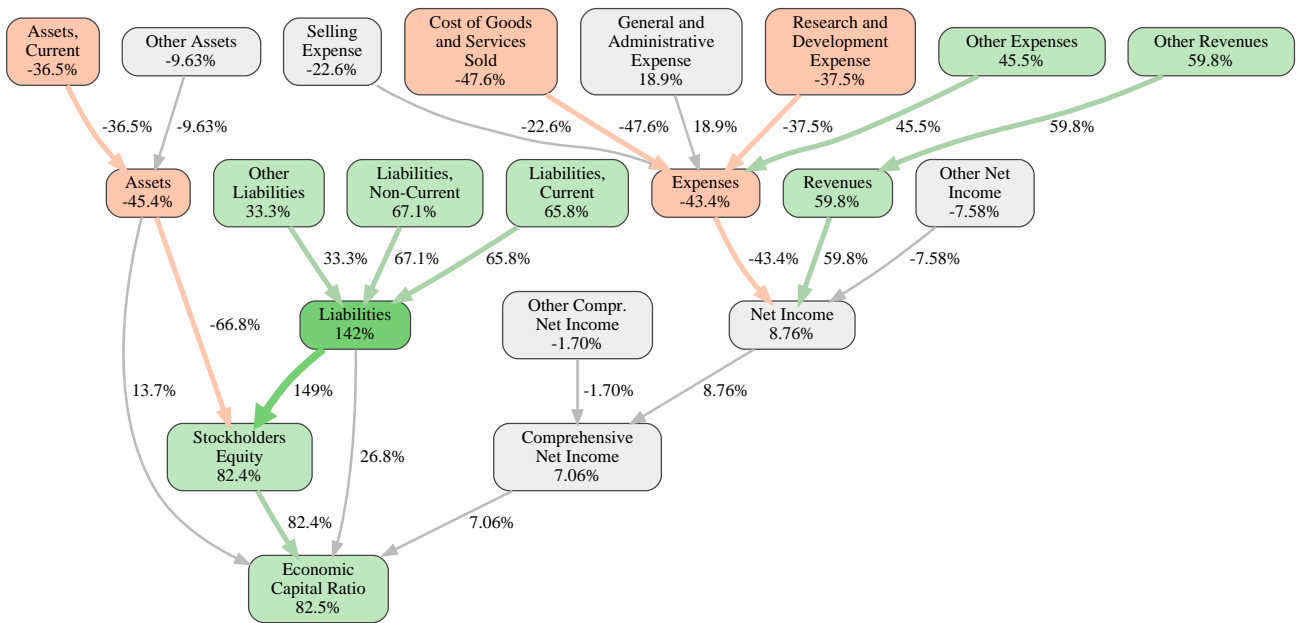 Assets,
Current
-36.5%
Other Assets
-9.63%
Selling
Expense
-22.6%
Cost of Goods
and Services
Sold
-47.6%
General and
Administrative
Expense
18.9%
Research and
Development
Expense
-37.5%
Other Expenses
45.5%
Other Revenues
59.8%
-36.5%
-9.63%
-22.6%
-47.6%
18.9%
-37.5%
45.5%
59.8%
Assets
-45.4%
Other
Liabilities
33.3%
Liabilities,
Non-Current
67.1%
Liabilities,
Current
65.8%
Expenses
-43.4%
Revenues
59.8%
Other Net
Income
-7.58%
33.3%
67.1%
65.8%
-43.4%
59.8%
-7.58%
Liabilities
142%
Other Compr.
Net Income
-1.70%
Net Income
8.76%
-66.8%
13.7%
149%
-1.70%
8.76%
Stockholders
Equity
82.4%
26.8%
Comprehensive
Net Income
7.06%
82.4%
7.06%
Economic
Capital Ratio
82.5%